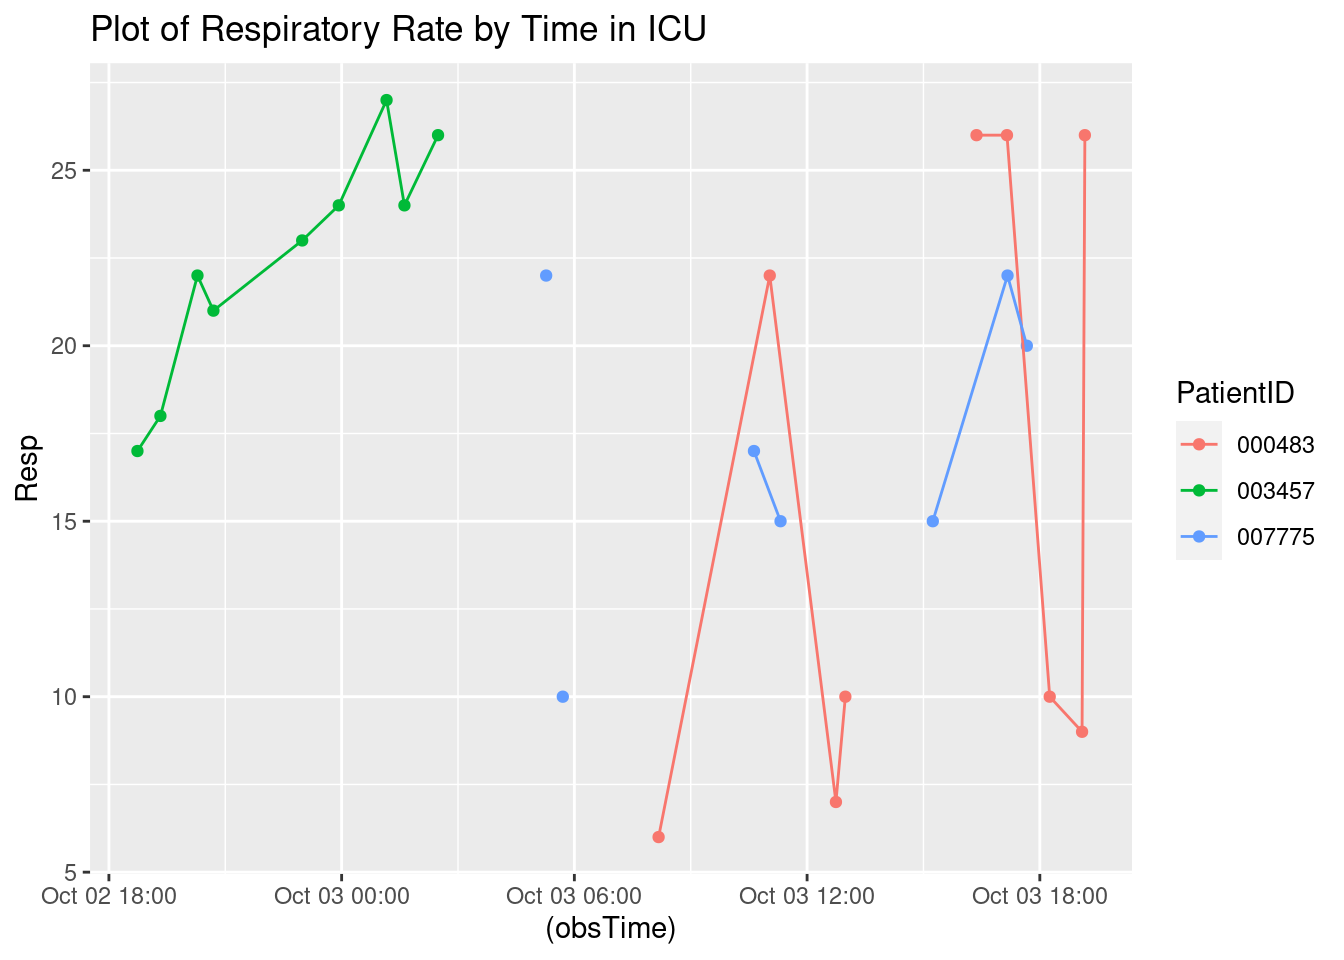 Plot of Respiratory Rate by Time in ICU
Resp
25
20
15
10
5
Oct 02 18:00 Oct 03 00:00 Oct 03 06:00 Oct 03 12:00 Oct 03 18:00
(obsTime)
PatientID
000483
003457
007775